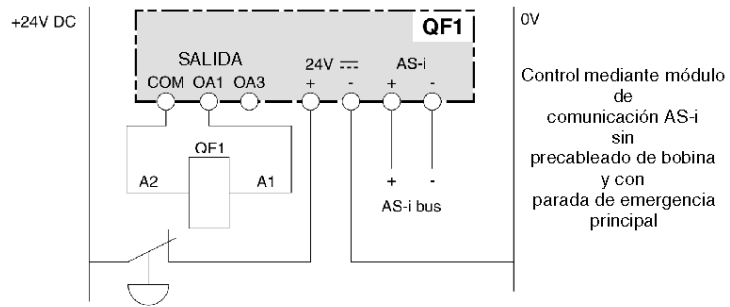 +24V DC
QF1
0V
SALIDA
24V
AS-i
COM OA1 OA3
+ - + -
QF1
A2
A1
+ -
AS-i bus
Control mediante módulo
de
comunicación AS-i
sin
precableado de bobina
y con
parada de emergencia
principal